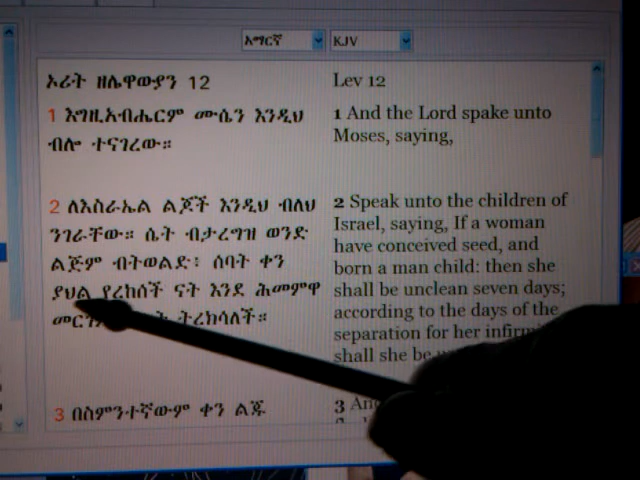 አማርኛ KJV
ኦሪት ዘሌዋውያን 12
1 እግዚአብሔርም ሙሴን እንዲህ
ብሎ ተናገረው።
2 ለእስራኤል ልጆች እንዲህ ብለህ
ንገራቸው። ሴት ብታረግዝ ወንድ
ልጅም ብትወልድ፥ ሰባት ቀን
ያህል የረከሰች ናት እንደ ሕመምዋ
ትረክሳለች።
3 በስምንተኛውም ቀን ልጁ
Lev 12
1 And the Lord spake unto
Moses, saying,
2 Speak unto the children of
Israel, saying, If a woman
have conceived seed, and
born a man child: then she
shall be unclean seven days;
according to the days of the
separation for her
shall she be
3